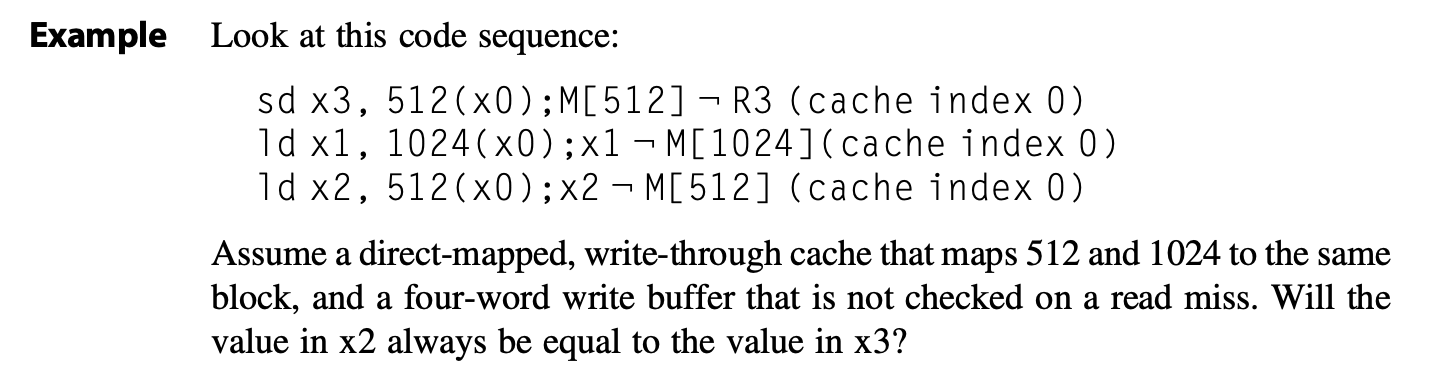 Example Look at this code sequence:
sd x3, 512(x0);M[512] ¬ R3 (cache index 0)
ld x1, 1024(x0);x1 ¬ M[1024](cache index 0)
ld x2, 512(x0);x2 ¬ M[512] (cache index 0)
Assume a direct-mapped, write-through cache that maps 512 and 1024 to the same
block, and a four-word write buffer that is not checked on a read miss. Will the
value in x2 always be equal to the value in x3?